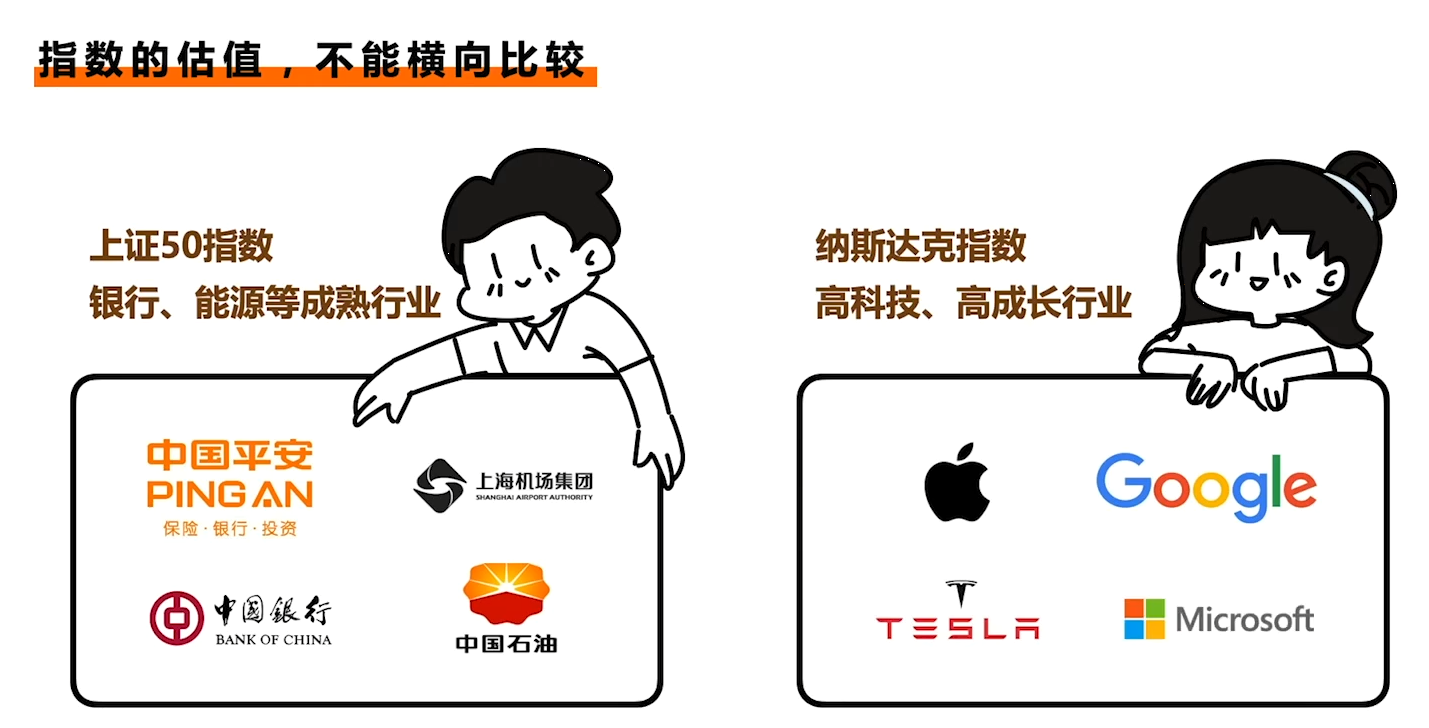 指数的估值，不能横向比较
上证50指数
银行、能源等成熟行业
纳斯达克指数
高科技、高成长行业
中国平安
PING AN
保险·银行·投资
上海机场集团
SHANGHAI AIRPORT AUTHORITY
中國銀行
BANK OF CHINA
中国石油
Google
TESLA
Microsoft